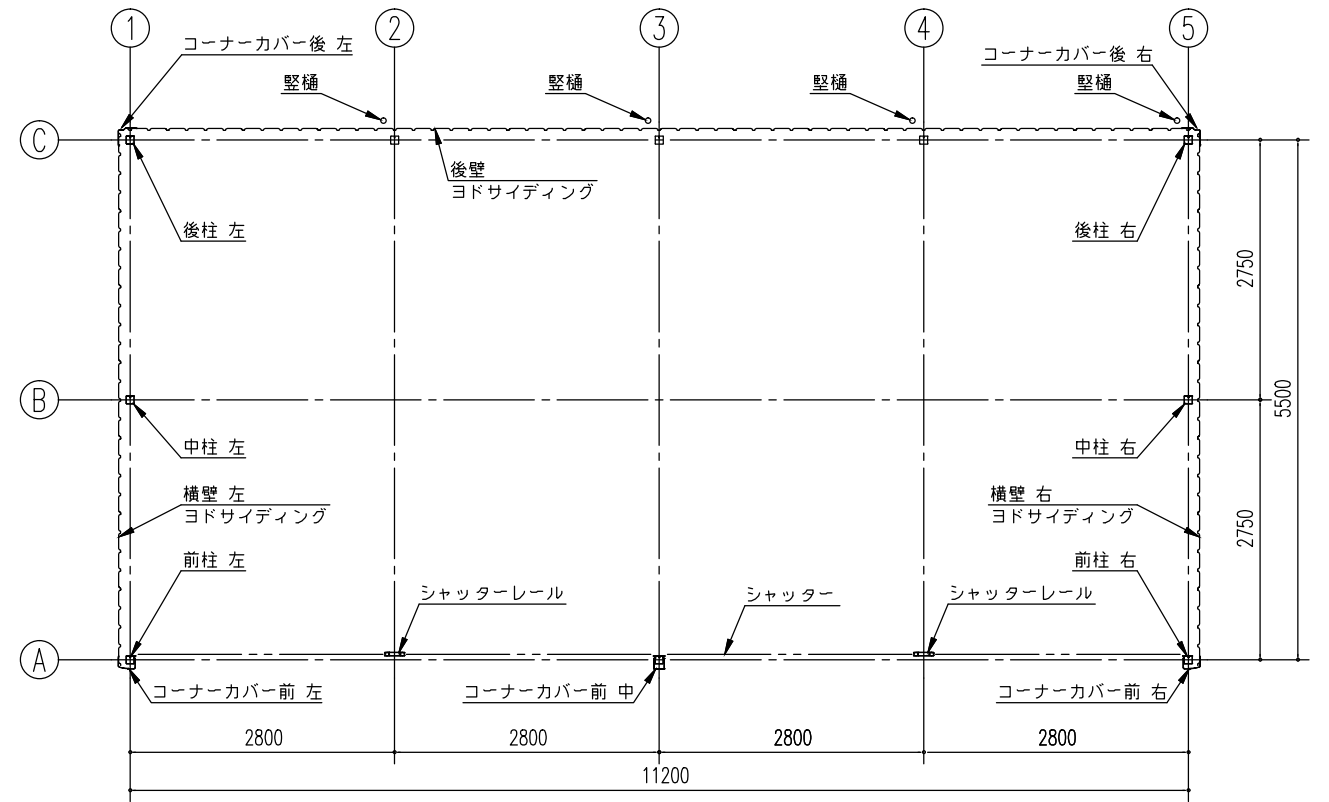 1
2
3
4
5
コーナーカバー後 左
コーナーカバー後 右
竪樋
竪樋
竪樋
竪樋
C
後壁
ヨドサイディング
後柱 左
後柱 右
2750
B
5500
中柱 左
中柱 右
横壁 左
ヨドサイディング
横壁 右
ヨドサイディング
2750
前柱 左
前柱 右
シャッターレール
シャッター
シャッターレール
A
コーナーカバー前 左
コーナーカバー前 中
コーナーカバー前 右
2800
2800
2800
2800
11200